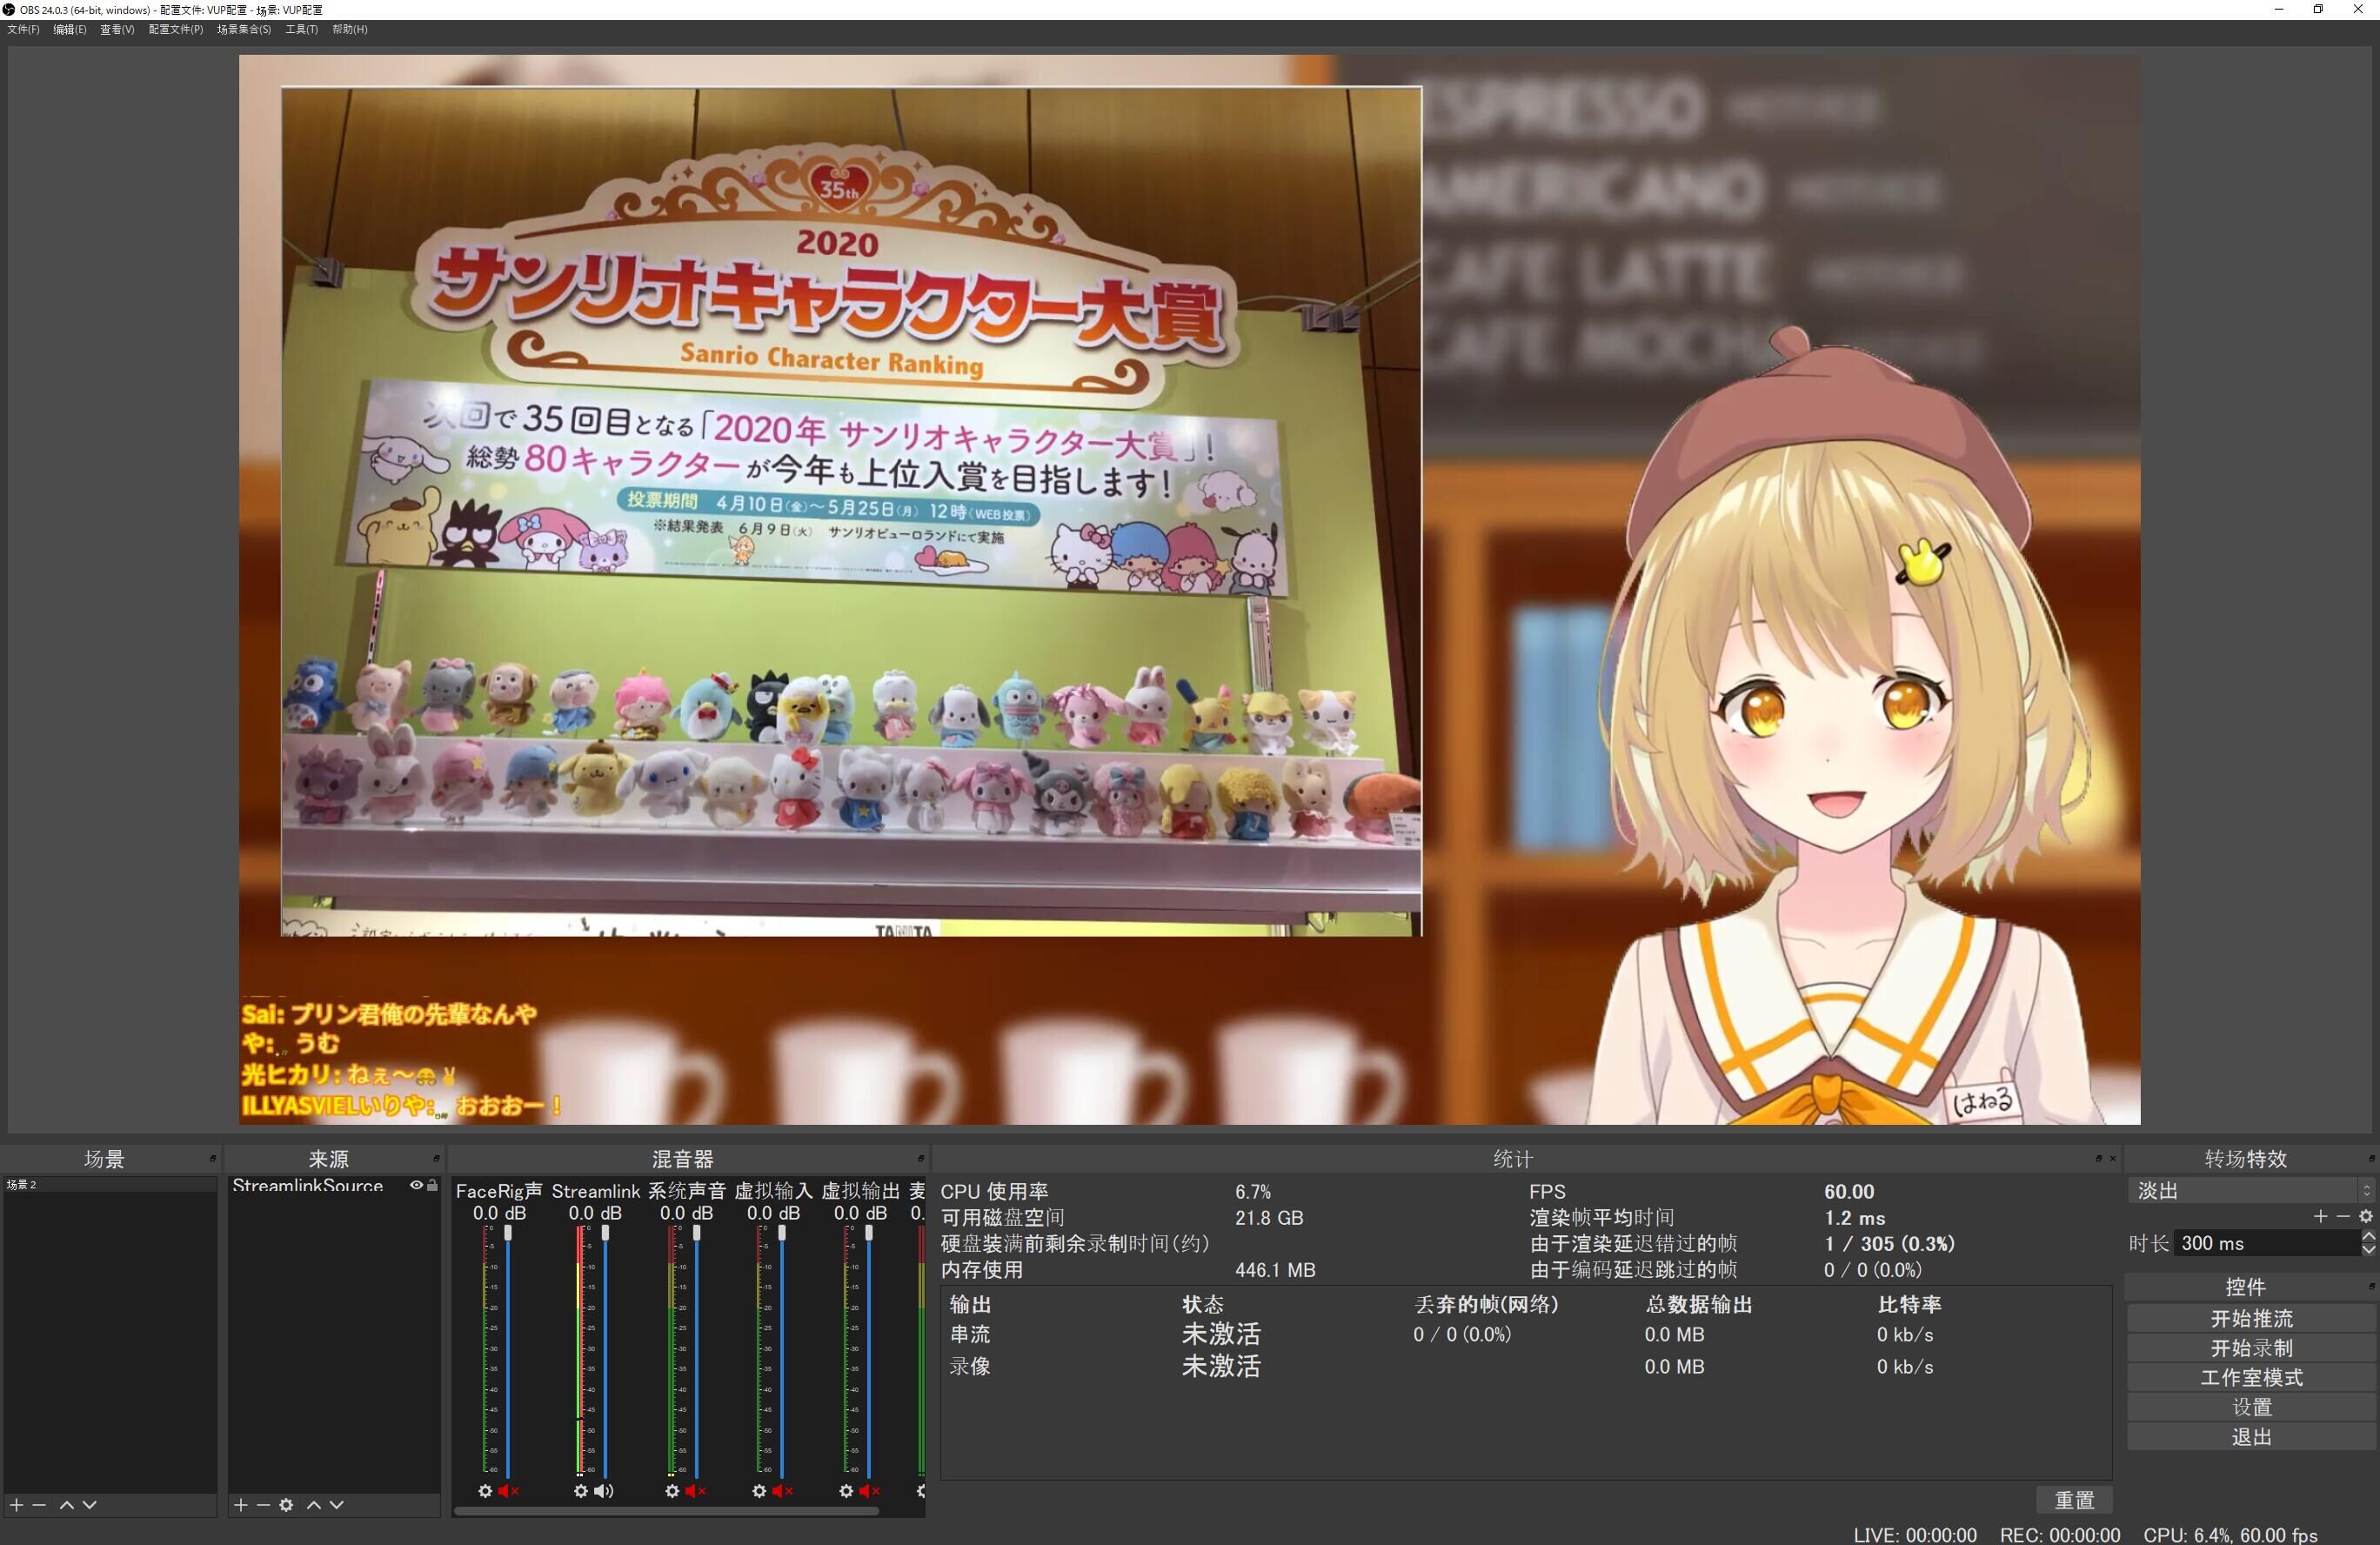 OBS 24.0.3 (64-bit, windows) - 配置文件: VUP配置 - 场景: VUP配置
文件(F) 编辑(E) 查看(V) 配置文件(P) 场景集合(S) 工具(T) 帮助(H)
35th
2020
サンリオキャラクター大賞
Sanrio Character Ranking
次回で35回目となる「2020年 サンリオキャラクター大賞」!
総勢80キャラクターが今年も上位入賞を目指します!
投票期間 4月10日(金)~5月25日(月) 12時(WEB投票)
※結果発表 6月9日(火) サンリオピューロランドにて実施
TANITA
ESPRESSO
AMERICANO
CAFE LATTE
CAFE MOCHA
はねる
Sai: プリン君俺の先輩なんや
や: うむ
光ヒカリ: ねぇ〜
ILLYASVIELいりや: おおおー!
场景
场景 2
来源
StreamlinkSource
混音器
FaceRig声 Streamlink 系统声音 虚拟输入 虚拟输出 麦
0.0 dB 0.0 dB 0.0 dB 0.0 dB 0.0 dB 0.
统计
CPU 使用率 6.7% FPS 60.00
可用磁盘空间 21.8 GB 渲染帧平均时间 1.2 ms
硬盘装满前剩余录制时间(约) 由于渲染延迟错过的帧 1 / 305 (0.3%)
内存使用 446.1 MB 由于编码延迟跳过的帧 0 / 0 (0.0%)
输出 状态 丢弃的帧(网络) 总数据输出 比特率
串流 未激活 0 / 0 (0.0%) 0.0 MB 0 kb/s
录像 未激活 0.0 MB 0 kb/s
重置
转场特效
淡出
时长 300 ms
控件
开始推流
开始录制
工作室模式
设置
退出
LIVE: 00:00:00 REC: 00:00:00 CPU: 6.4%, 60.00 fps